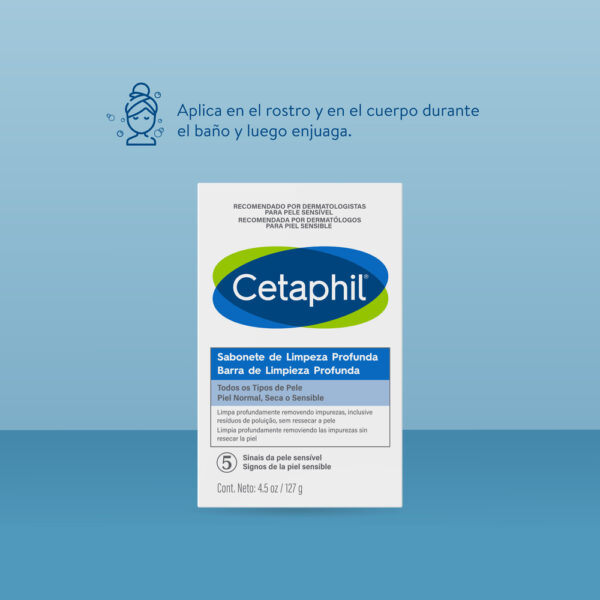 Aplica en el rostro y en el cuerpo durante
el baño y luego enjuaga.
RECOMENDADO POR DERMATOLOGISTAS
PARA PELE SENSÍVEL
RECOMENDADA POR DERMATÓLOGOS
PARA PIEL SENSIBLE
Cetaphil®
Sabonete de Limpeza Profunda
Barra de Limpieza Profunda
Todos os Tipos de Pele
Piel Normal, Seca o Sensible
Limpa profundamente removendo impurezas, inclusive
resíduos de poluição, sem ressecar a pele
Limpia profundamente removiendo las impurezas sin
resecar la piel
5 Sinais da pele sensível
Signos de la piel sensible
Cont. Neto: 4.5 oz / 127 g